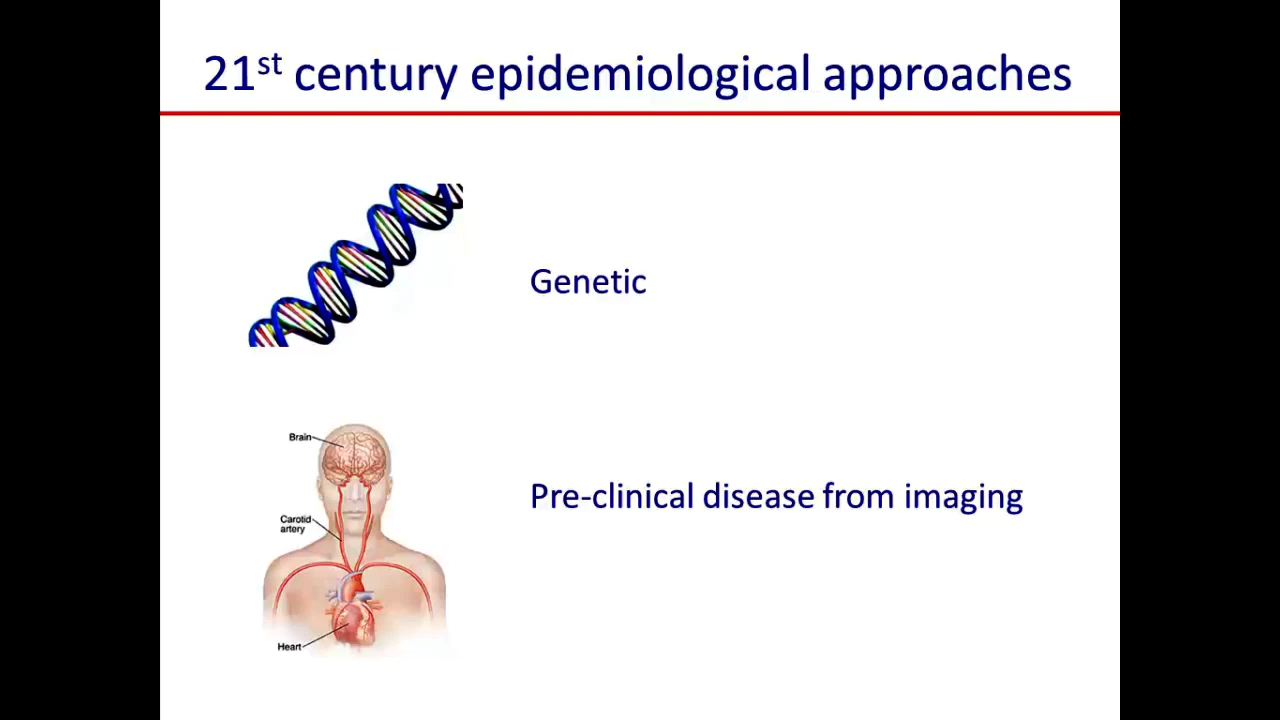 21st century epidemiological approaches
Genetic
Brain
Pre-clinical disease from imaging
Carotid
artery
Heart